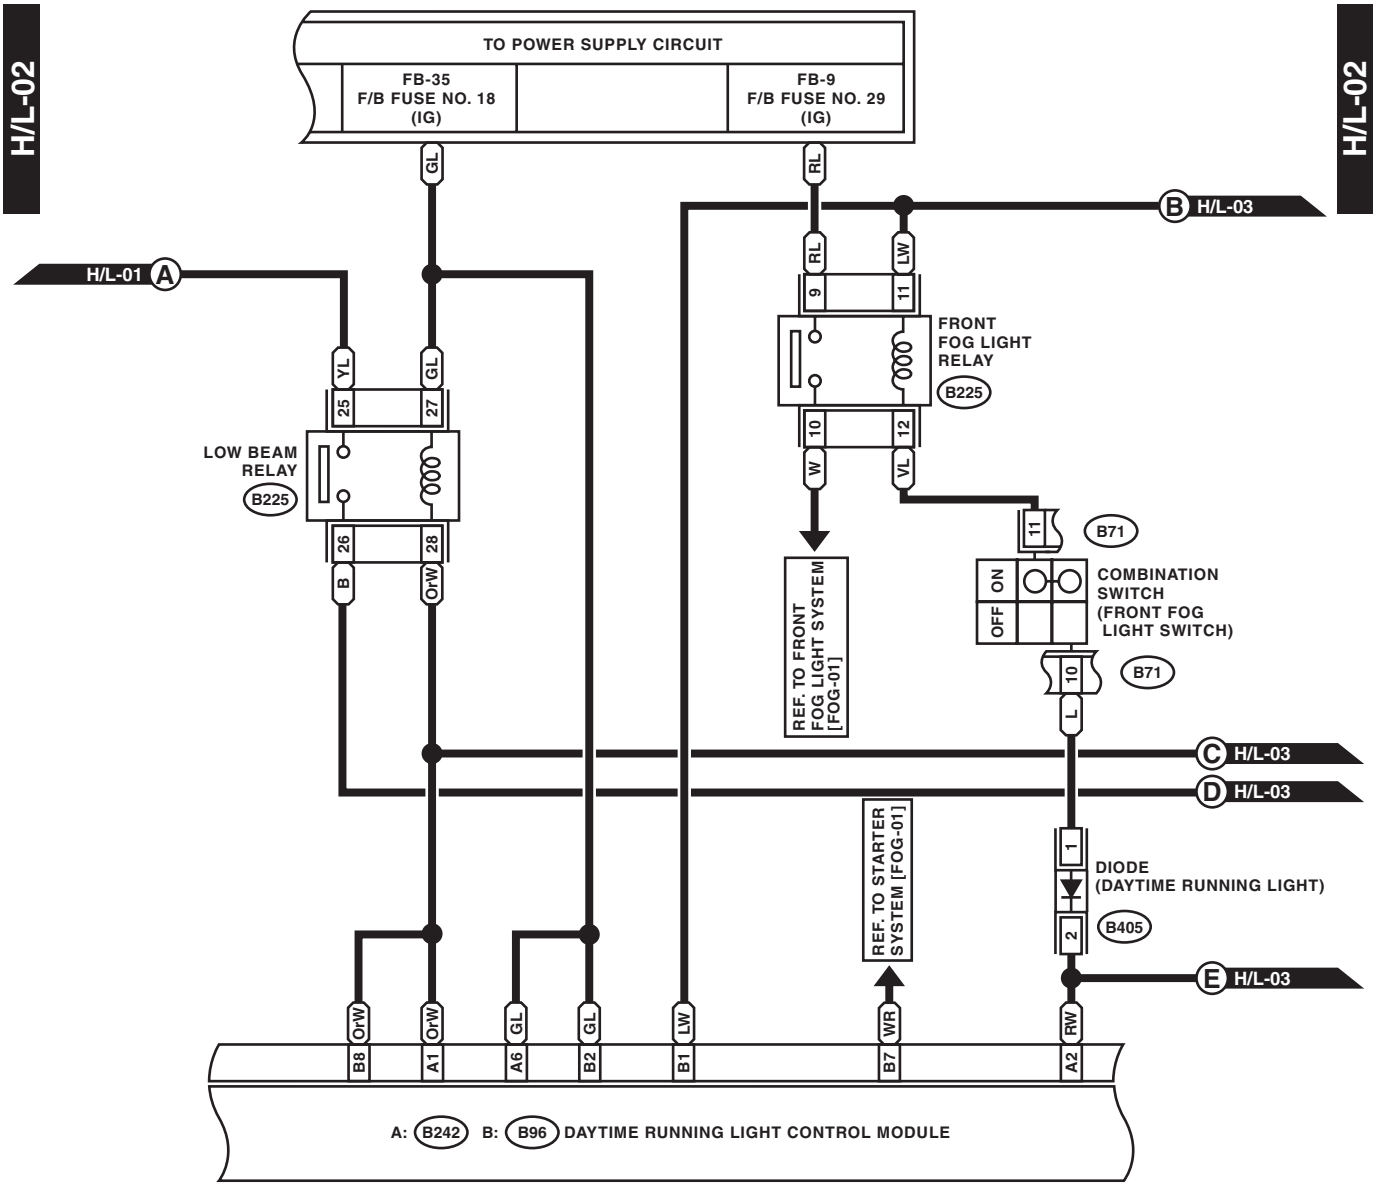 H/L-02
H/L-02
TO POWER SUPPLY CIRCUIT
FB-35
F/B FUSE NO. 18
(IG)
FB-9
F/B FUSE NO. 29
(IG)
GL
RL
B H/L-03
RL
LW
H/L-01 A
9
11
FRONT
FOG LIGHT
RELAY
B225
YL
GL
25
27
10
12
LOW BEAM
RELAY
B225
W
VL
26
28
11
B71
B
OrW
ON
OFF
COMBINATION
SWITCH
(FRONT FOG
LIGHT SWITCH)
REF. TO FRONT
FOG LIGHT SYSTEM
[FOG-01]
10
B71
L
C H/L-03
D H/L-03
REF. TO STARTER
SYSTEM [FOG-01]
1
DIODE
(DAYTIME RUNNING LIGHT)
2
B405
E H/L-03
OrW
OrW
GL
GL
LW
WR
RW
B8
A1
A6
B2
B1
B7
A2
A: B242 B: B96 DAYTIME RUNNING LIGHT CONTROL MODULE